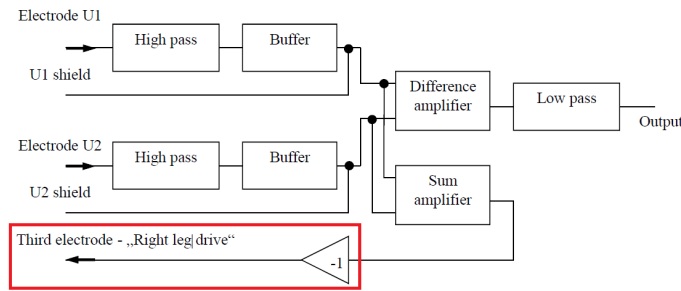 Electrode U1
High pass
Buffer
U1 shield
Difference
amplifier
Low pass
Output
Electrode U2
High pass
Buffer
U2 shield
Sum
amplifier
Third electrode - „Right leg drive“
-1